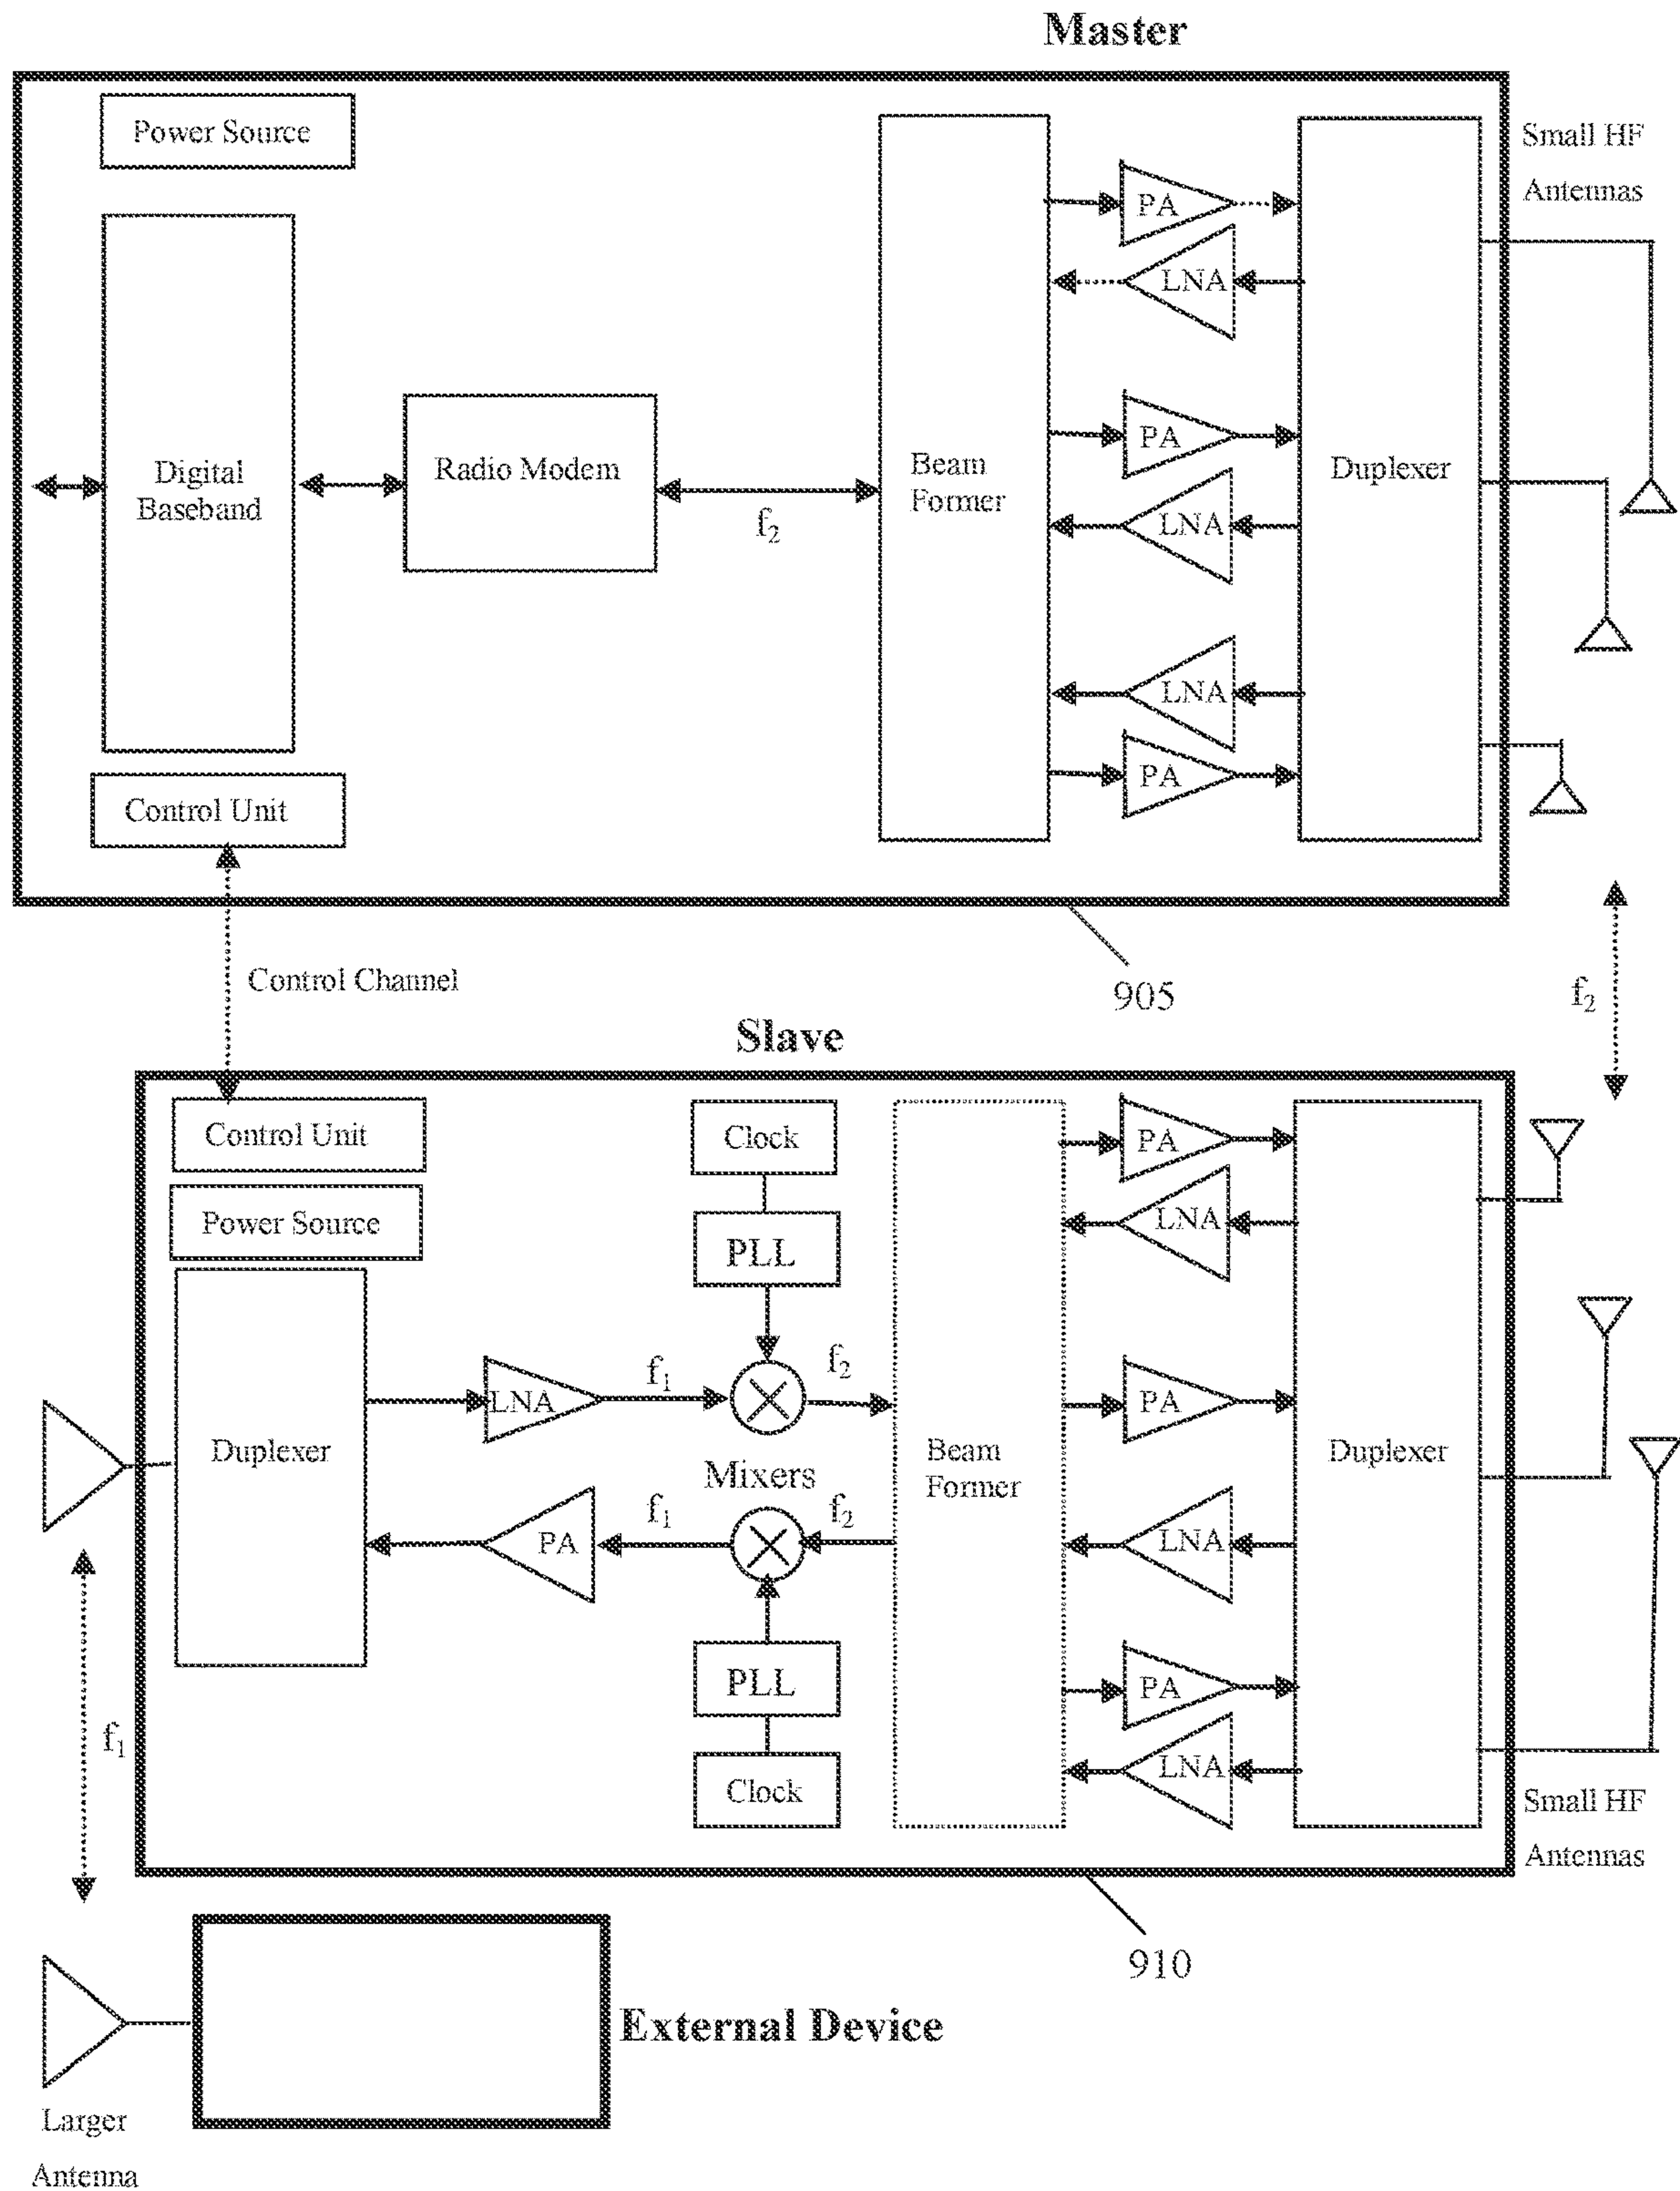 Master
Power Source
Small HF
Antennas
PA
LNA
Digital
Baseband
Radio Modem
f₂
Beam
Former
PA
LNA
Duplexer
LNA
PA
Control Unit
Control Channel
905
f₂
Slave
Control Unit
Power Source
Clock
PLL
PA
LNA
Duplexer
LNA
f₁
f₂
Mixers
PA
f₁
f₂
PLL
Clock
Beam
Former
PA
LNA
PA
LNA
Duplexer
Small HF
Antennas
f₁
910
External Device
Larger
Antenna